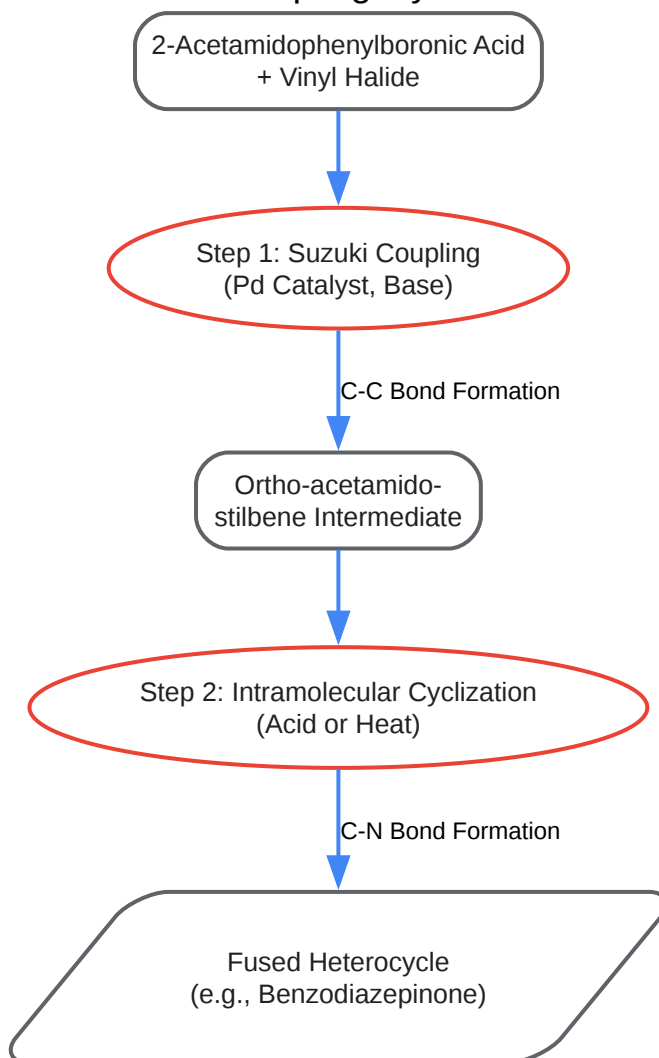 2-Acetamidophenylboronic Acid
+ Vinyl Halide
Step 1: Suzuki Coupling
(Pd Catalyst, Base)
C-C Bond Formation
Ortho-acetamido-
stilbene Intermediate
Step 2: Intramolecular Cyclization
(Acid or Heat)
C-N Bond Formation
Fused Heterocycle
(e.g., Benzodiazepinone)